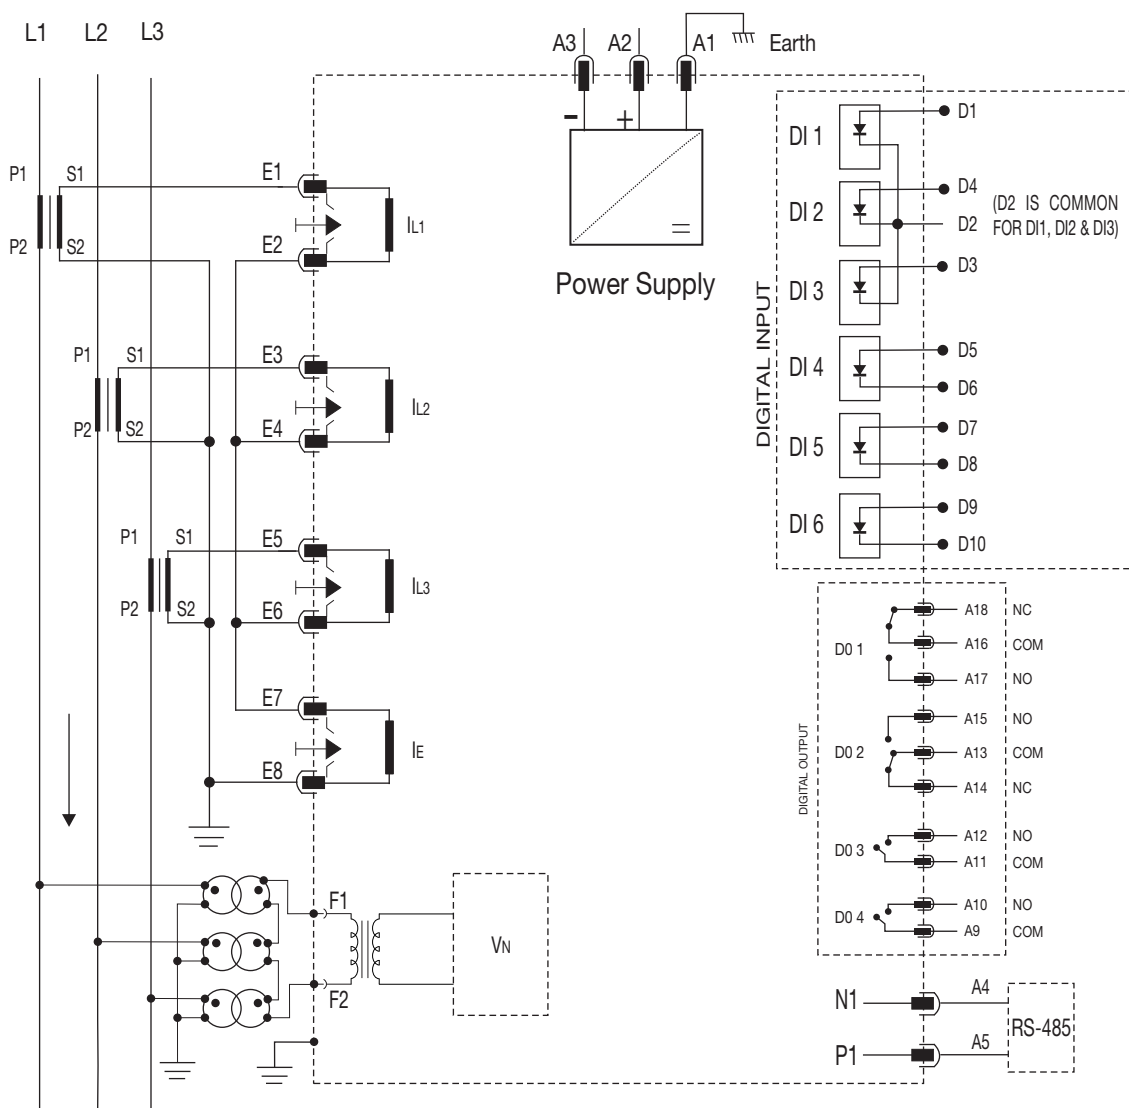 L1 L2 L3
A3 A2 A1 Earth
- +
Power Supply
P1 S1 E1
IL1
P2 S2 E2
P1 S1 E3
IL2
P2 S2 E4
P1 S1 E5
IL3
P2 S2 E6
E7
IE
E8
F1
VN
F2
DIGITAL INPUT
DI 1 D1
DI 2 D4
D2
(D2 IS COMMON
FOR DI1, DI2 & DI3)
DI 3 D3
DI 4 D5
D6
DI 5 D7
D8
DI 6 D9
D10
DIGITAL OUTPUT
A18 NC
D0 1 A16 COM
A17 NO
A15 NO
D0 2 A13 COM
A14 NC
A12 NO
D0 3 A11 COM
A10 NO
D0 4 A9 COM
N1 A4
RS-485
P1 A5